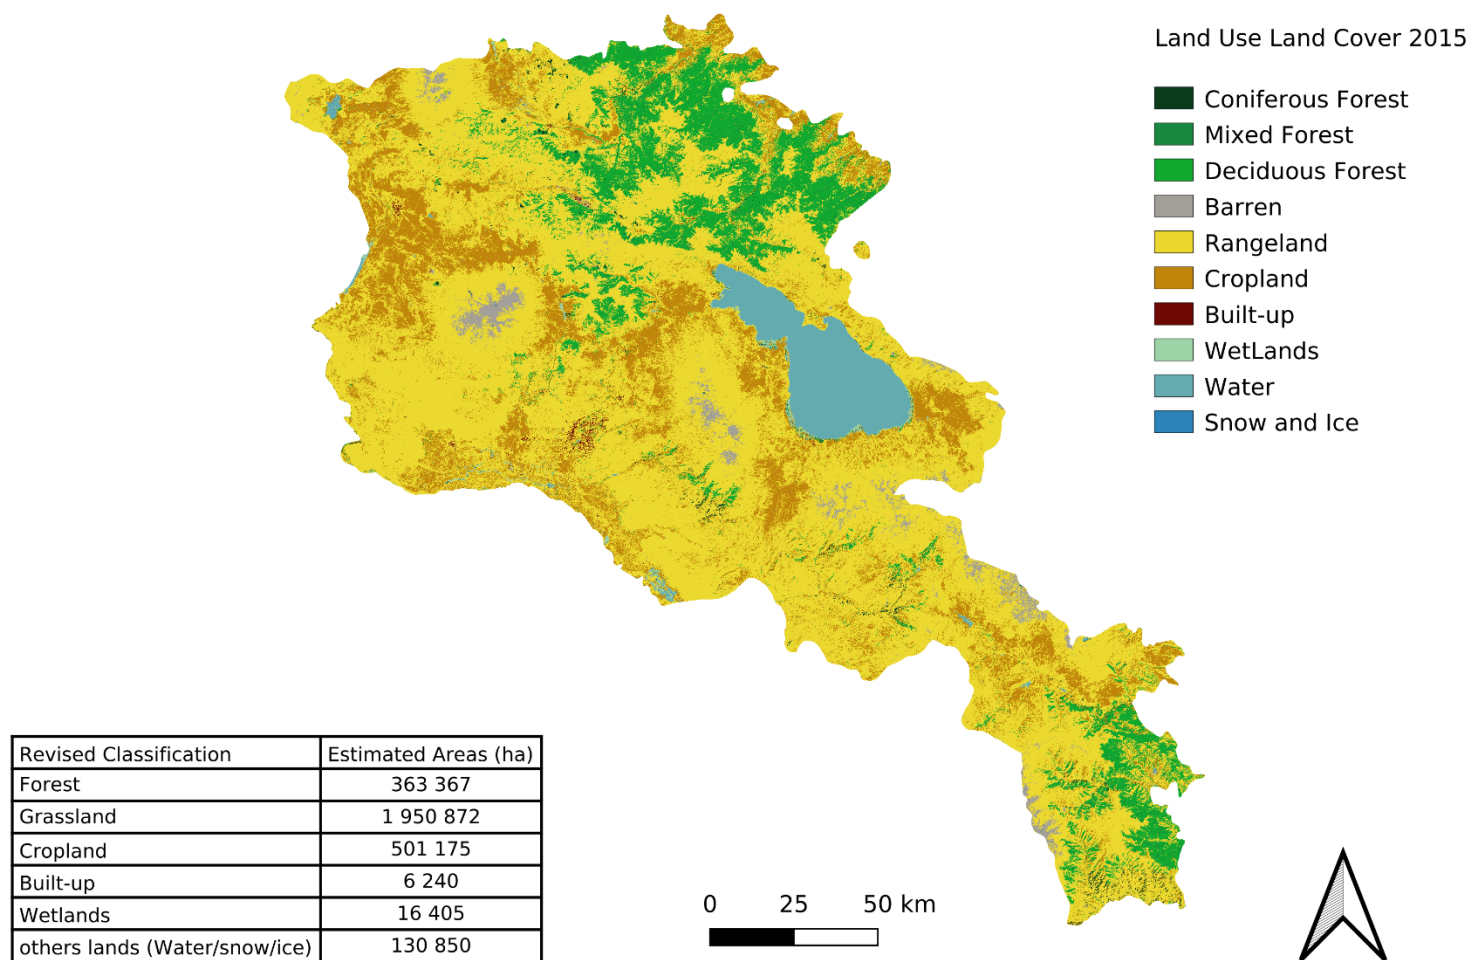 Land Use Land Cover 2015
Coniferous Forest
Mixed Forest
Deciduous Forest
Barren
Rangeland
Cropland
Built-up
WetLands
Water
Snow and Ice
Revised Classification Estimated Areas (ha)
Forest 363 367
Grassland 1 950 872
Cropland 501 175
Built-up 6 240
Wetlands 16 405
others lands (Water/snow/ice) 130 850
0 25 50 km